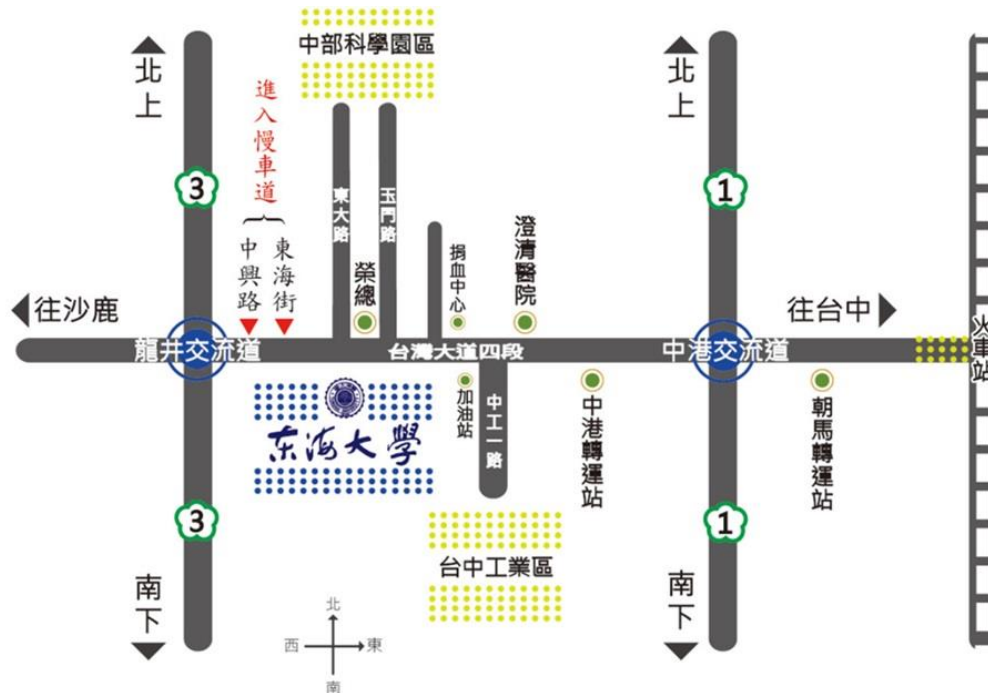 中部科學園區
北上
北上
進入慢車道
3
1
東大路
玉門路
中興路
東海街
榮總
捐血中心
澄清醫院
往沙鹿
往台中
火車站
龍井交流道
台灣大道四段
中港交流道
东海大學
加油站
中工一路
中港轉運站
朝馬轉運站
3
1
台中工業區
南下
南下
北
西
東
南